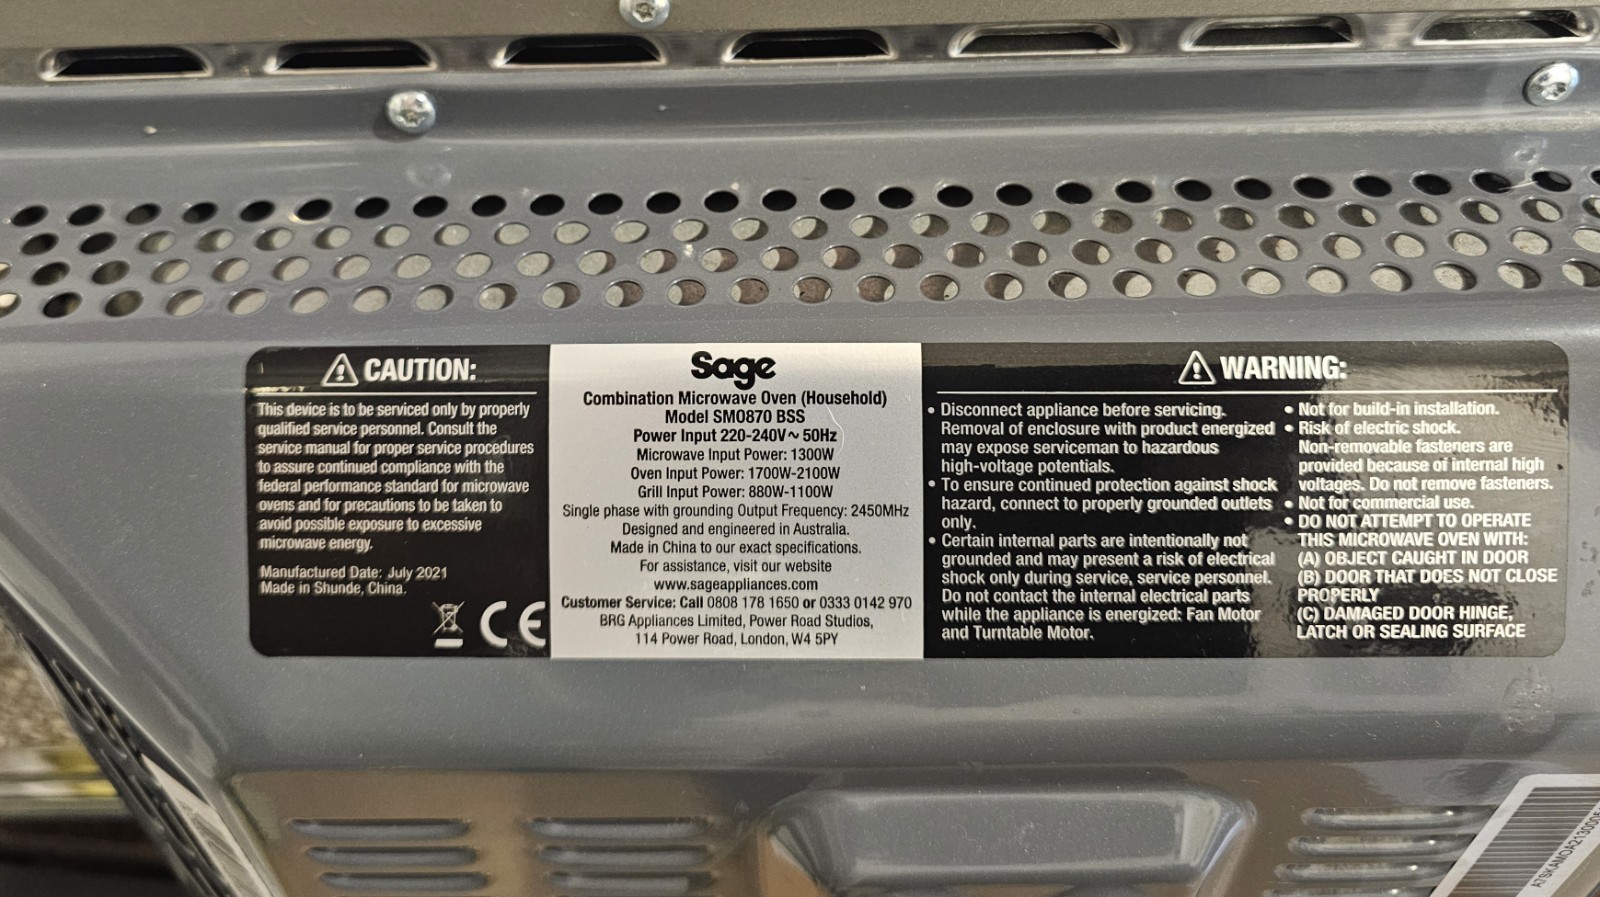 CAUTION:
This device is to be serviced only by properly
qualified service personnel. Consult the
service manual for proper service procedures
to assure continued compliance with the
federal performance standard for microwave
ovens and for precautions to be taken to
avoid possible exposure to excessive
microwave energy.
Manufactured Date: July 2021
Made in Shunde, China.
CE
Sage
Combination Microwave Oven (Household)
Model SMO870 BSS
Power Input 220-240V~ 50Hz
Microwave Input Power: 1300W
Oven Input Power: 1700W-2100W
Grill Input Power: 880W-1100W
Single phase with grounding Output Frequency: 2450MHz
Designed and engineered in Australia.
Made in China to our exact specifications.
For assistance, visit our website
www.sageappliances.com
Customer Service: Call 0808 178 1650 or 0333 0142 970
BRG Appliances Limited, Power Road Studios,
114 Power Road, London, W4 5PY
WARNING:
• Disconnect appliance before servicing.
Removal of enclosure with product energized
may expose serviceman to hazardous
high-voltage potentials.
• To ensure continued protection against shock
hazard, connect to properly grounded outlets
only.
• Certain internal parts are intentionally not
grounded and may present a risk of electrical
shock only during service, service personnel.
Do not contact the internal electrical parts
while the appliance is energized: Fan Motor
and Turntable Motor.
• Not for build-in installation.
• Risk of electric shock.
Non-removable fasteners are
provided because of internal high
voltages. Do not remove fasteners.
• Not for commercial use.
• DO NOT ATTEMPT TO OPERATE
THIS MICROWAVE OVEN WITH:
(A) OBJECT CAUGHT IN DOOR
(B) DOOR THAT DOES NOT CLOSE
PROPERLY
(C) DAMAGED DOOR HINGE,
LATCH OR SEALING SURFACE